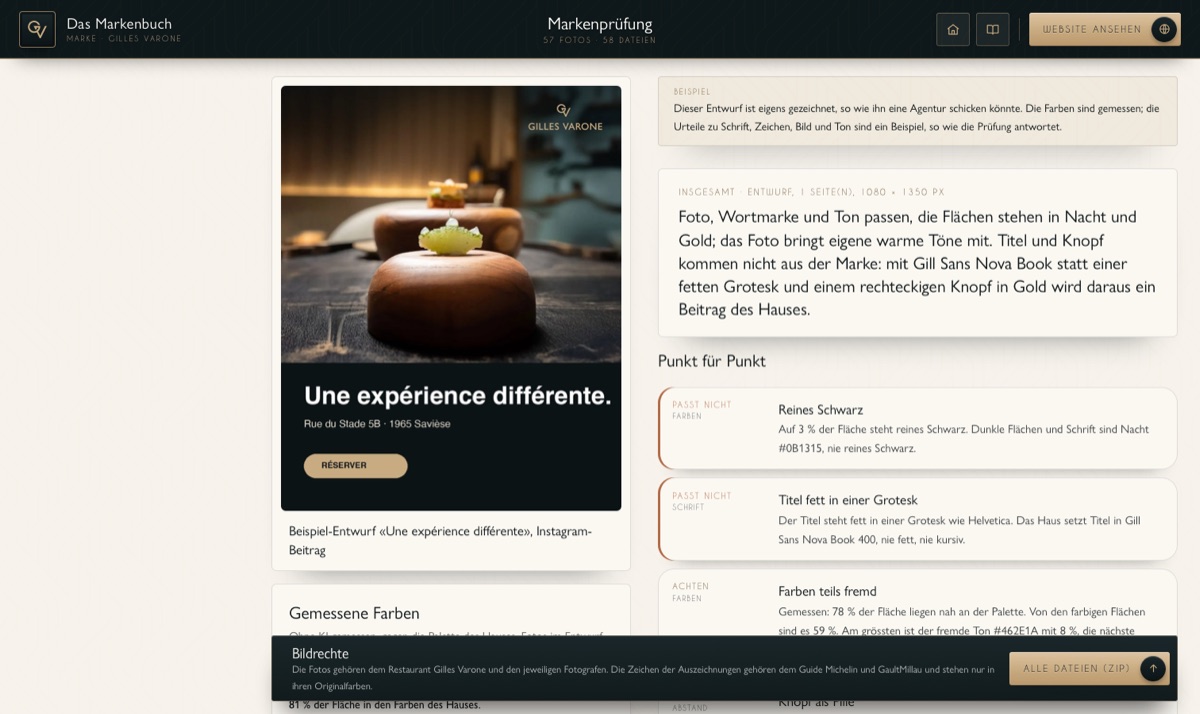 GV
Das Markenbuch
MARKE · GILLES VARONE
Markenprüfung
57 FOTOS · 58 DATEIEN
WEBSITE ANSEHEN
GV
GILLES VARONE
Une expérience différente.
Rue du Stade 5B · 1965 Savièse
RÉSERVER
Beispiel-Entwurf «Une expérience différente», Instagram-
Beitrag
Gemessene Farben
81 % der Fläche in den Farben des Hauses.
BEISPIEL
Dieser Entwurf ist eigens gezeichnet, so wie ihn eine Agentur schicken könnte. Die Farben sind gemessen; die
Urteile zu Schrift, Zeichen, Bild und Ton sind ein Beispiel, so wie die Prüfung antwortet.
INSGESAMT · ENTWURF, 1 SEITE(N), 1080 × 1350 PX
Foto, Wortmarke und Ton passen, die Flächen stehen in Nacht und
Gold; das Foto bringt eigene warme Töne mit. Titel und Knopf
kommen nicht aus der Marke: mit Gill Sans Nova Book statt einer
fetten Grotesk und einem rechteckigen Knopf in Gold wird daraus ein
Beitrag des Hauses.
Punkt für Punkt
PASST NICHT
FARBEN
Reines Schwarz
Auf 3 % der Fläche steht reines Schwarz. Dunkle Flächen und Schrift sind Nacht
#0B1315, nie reines Schwarz.
PASST NICHT
SCHRIFT
Titel fett in einer Grotesk
Der Titel steht fett in einer Grotesk wie Helvetica. Das Haus setzt Titel in Gill
Sans Nova Book 400, nie fett, nie kursiv.
ACHTEN
FARBEN
Farben teils fremd
Gemessen: 78 % der Fläche liegen nah an der Palette. Von den farbigen Flächen
sind es 59 %. Am grössten ist der fremde Ton #462E1A mit 8 %, die nächste
ABSTAND
Knopf als Pille
Bildrechte
Die Fotos gehören dem Restaurant Gilles Varone und den jeweiligen Fotografen. Die Zeichen der Auszeichnungen gehören dem Guide Michelin und GaultMillau und stehen nur in
ihren Originalfarben.
ALLE DATEIEN (ZIP)